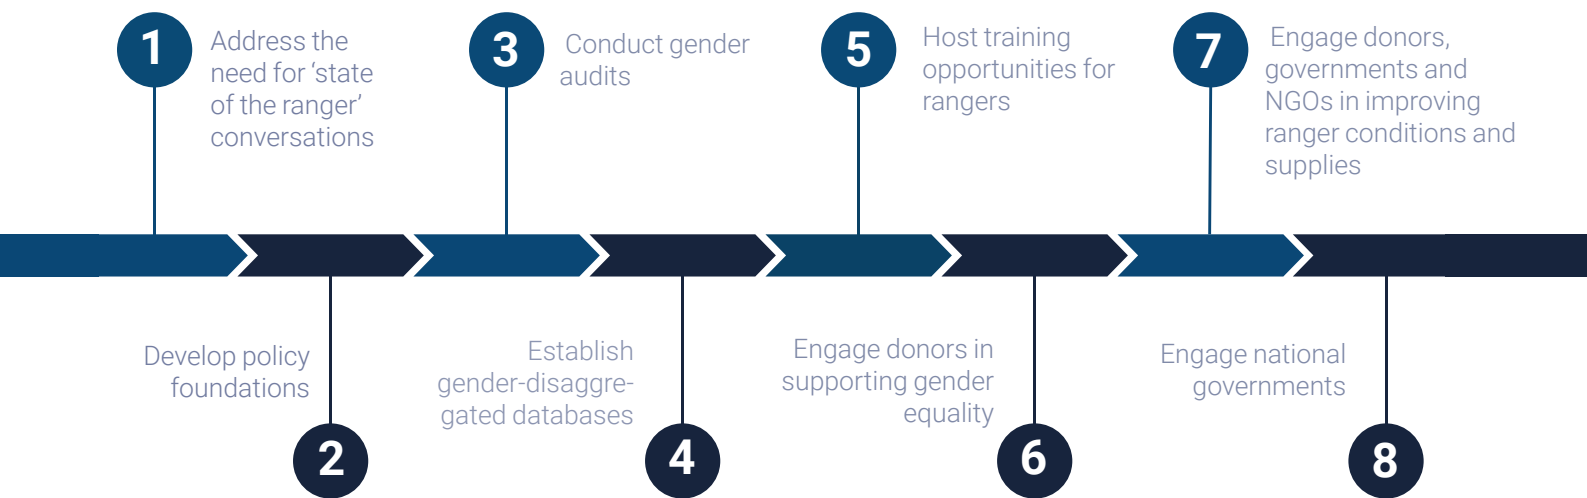 1
Address the
need for ‘state
of the ranger’
conversations
2
Develop policy
foundations
3
Conduct gender
audits
4
Establish
gender-disaggre-
gated databases
5
Host training
opportunities for
rangers
6
Engage donors in
supporting gender
equality
7
Engage donors,
governments and
NGOs in improving
ranger conditions and
supplies
8
Engage national
governments